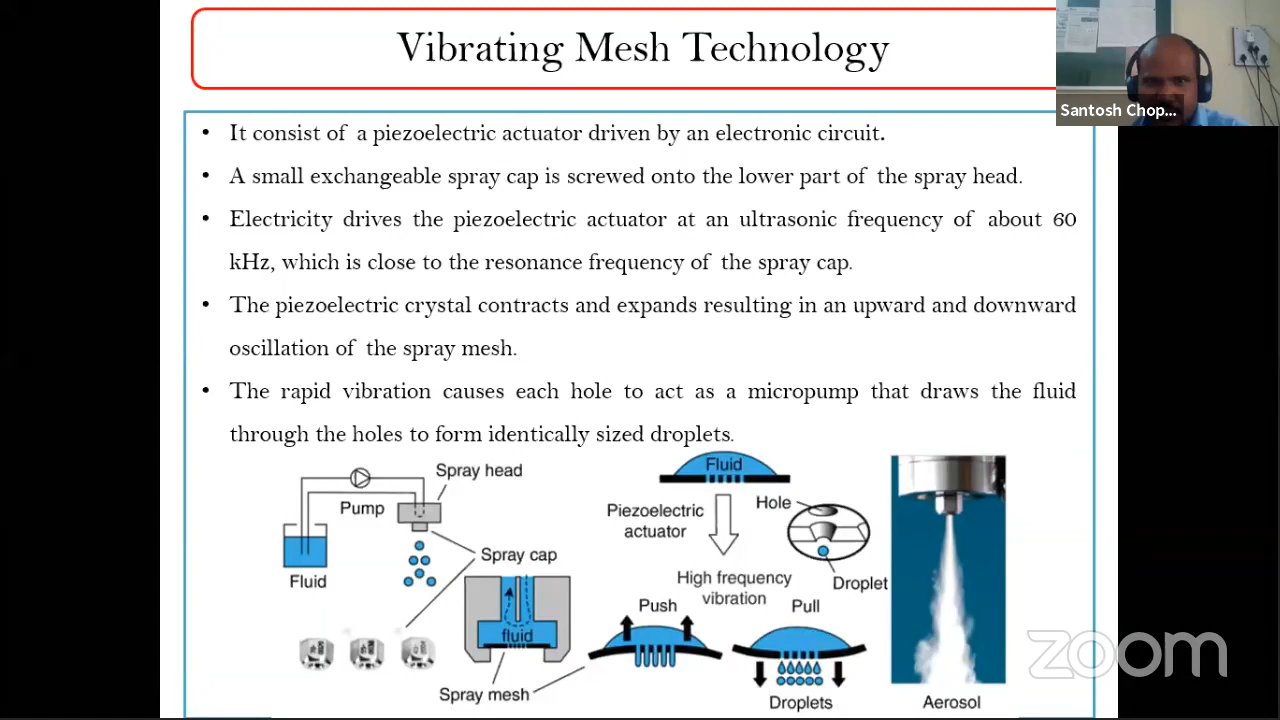 Vibrating Mesh Technology
Santosh Chop...
• It consist of a piezoelectric actuator driven by an electronic circuit.
• A small exchangeable spray cap is screwed onto the lower part of the spray head.
• Electricity drives the piezoelectric actuator at an ultrasonic frequency of about 60
kHz, which is close to the resonance frequency of the spray cap.
• The piezoelectric crystal contracts and expands resulting in an upward and downward
oscillation of the spray mesh.
• The rapid vibration causes each hole to act as a micropump that draws the fluid
through the holes to form identically sized droplets.
Spray head
Pump
Spray cap
Fluid
fluid
Spray mesh
Fluid
Piezoelectric
actuator
Hole
Droplet
High frequency
vibration
Push
Pull
Droplets
Aerosol
zoom